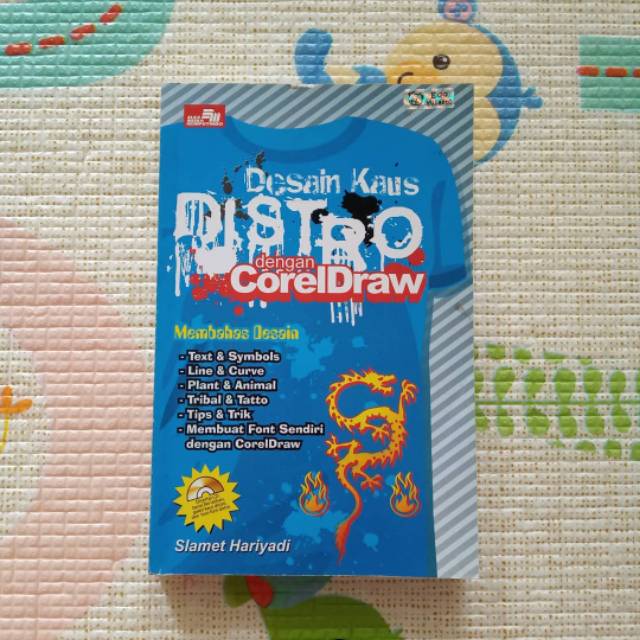 Desain Kaus
DISTRO
dengan
CorelDraw
Membahas Desain
- Text & Symbols
- Line & Curve
- Plant & Animal
- Tribal & Tatto
- Tips & Trik
- Membuat Font Sendiri
dengan CorelDraw
Slamet Hariyadi